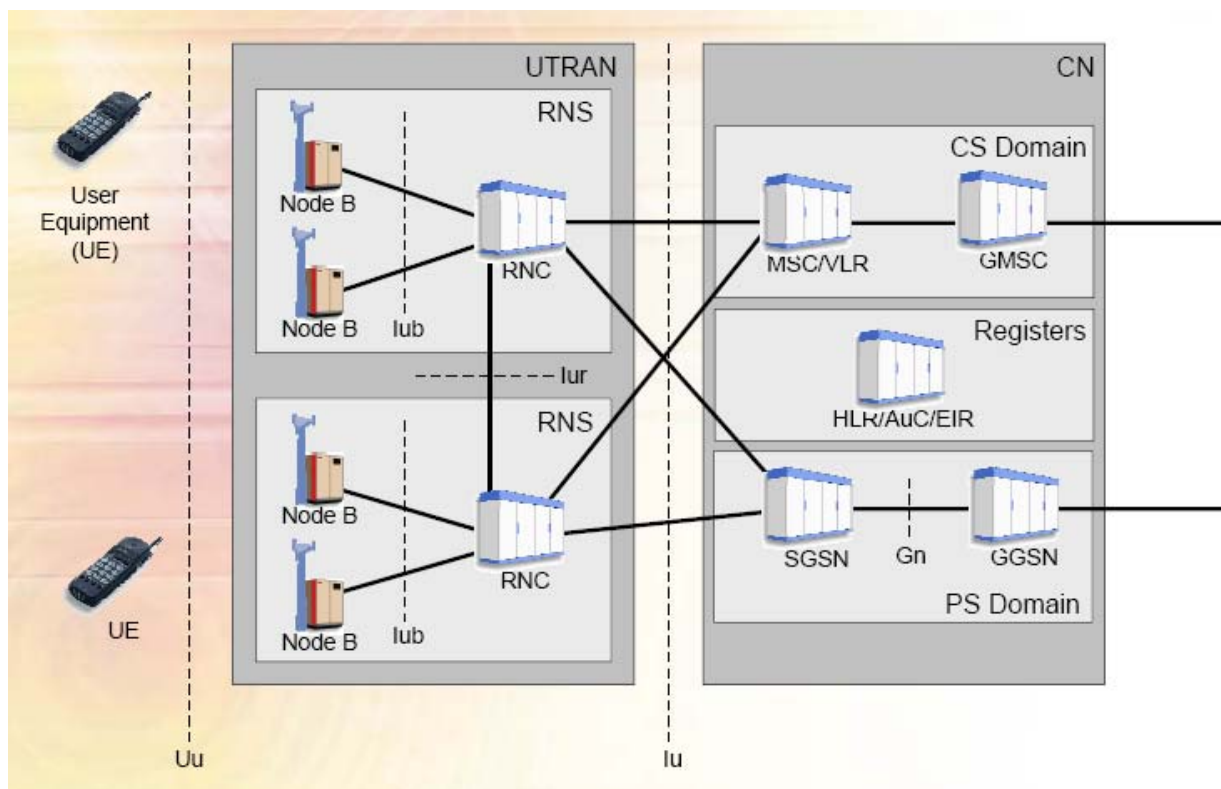 UTRAN
CN
RNS
CS Domain
User
Equipment
(UE)
Node B
RNC
MSC/VLR
GMSC
Node B
Iub
Registers
Iur
HLR/AuC/EIR
RNS
Node B
SGSN
Gn
GGSN
RNC
PS Domain
UE
Node B
Iub
Uu
Iu